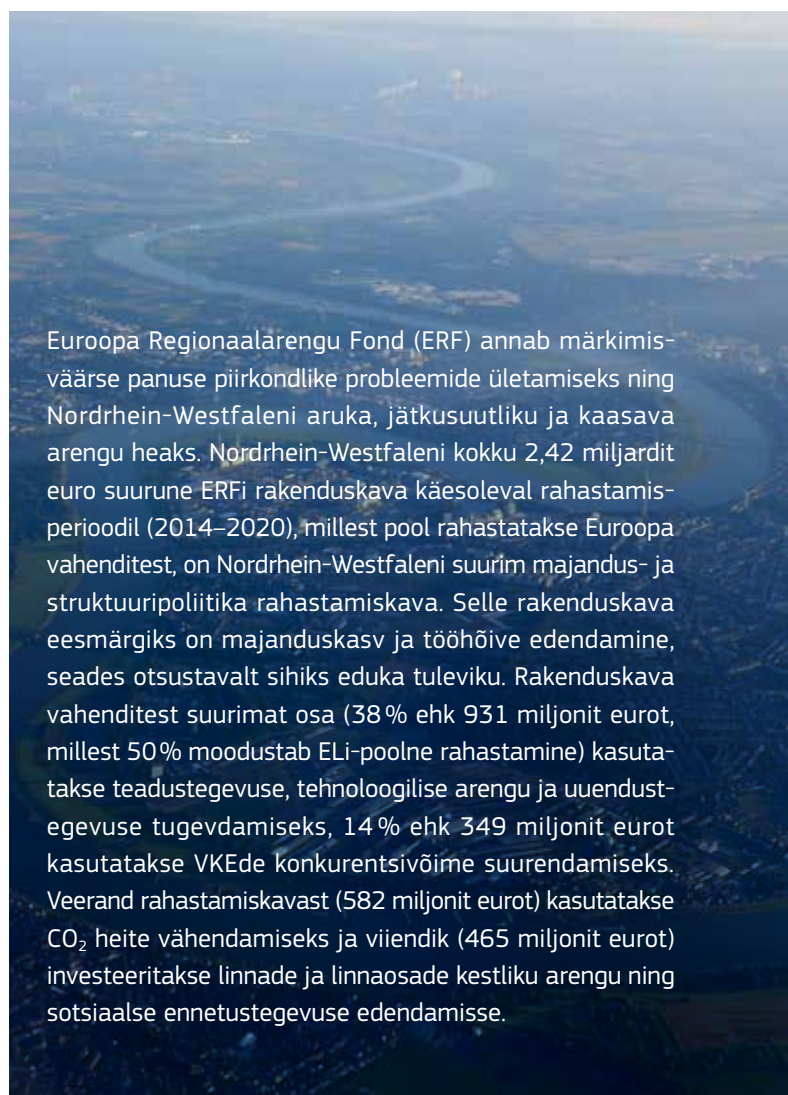 Euroopa Regionaalarengu Fond (ERF) annab märkimis-
väärse panuse piirkondlike probleemide ületamiseks ning
Nordrhein-Westfaleni aruka, jätkusuutliku ja kaasava
arengu heaks. Nordrhein-Westfaleni kokku 2,42 miljardit
euro suurune ERFi rakenduskava käesoleval rahastamis-
perioodil (2014–2020), millest pool rahastatakse Euroopa
vahenditest, on Nordrhein-Westfaleni suurim majandus- ja
struktuuripoliitika rahastamiskava. Selle rakenduskava
eesmärgiks on majanduskasv ja tööhõive edendamine,
seades otsustavalt sihiks eduka tuleviku. Rakenduskava
vahenditest suurimat osa (38 % ehk 931 miljonit eurot,
millest 50 % moodustab ELi-poolne rahastamine) kasuta-
takse teadustegevuse, tehnoloogilise arengu ja uuendust-
egevuse tugevdamiseks, 14 % ehk 349 miljonit eurot
kasutatakse VKEde konkurentsivõime suurendamiseks.
Veerand rahastamiskavast (582 miljonit eurot) kasutatakse
CO₂ heite vähendamiseks ja viiendik (465 miljonit eurot)
investeeritakse linnade ja linnaosade kestliku arengu ning
sotsiaalse ennetustegevuse edendamisse.